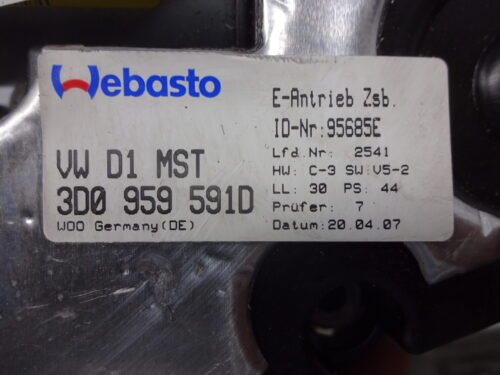 Webasto
VW D1 MST
3D0 959 591D
WOO Germany(DE)
E-Antrieb Zsb.
ID-Nr:95685E
Lfd.Nr: 2541
HW: C-3 SW:V5-2
LL: 30 PS: 44
Prüfer: 7
Datum:20.04.07